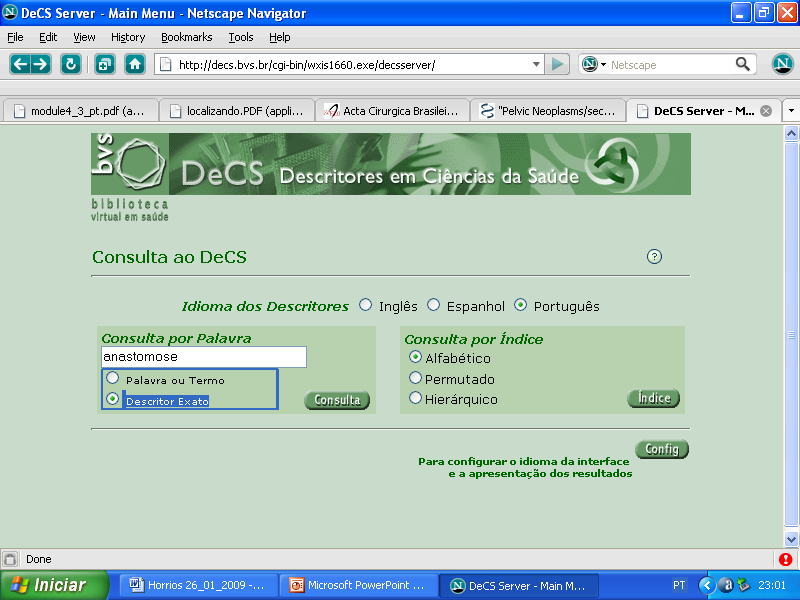 DeCS Server - Main Menu - Netscape Navigator
File Edit View History Bookmarks Tools Help
http://decs.bvs.br/cgi-bin/wxis1660.exe/decsserver/
Netscape
module4_3_pt.pdf (a...
localizando.PDF (appli...
Acta Cirurgica Brasilei...
"Pelvic Neoplasms/sec...
DeCS Server - M...
bvs
DeCS Descritores em Ciências da Saúde
biblioteca
virtual em saúde
Consulta ao DeCS
?
Idioma dos Descritores Inglês Espanhol Português
Consulta por Palavra
anastomose
Palavra ou Termo
Descritor Exato
Consulta
Consulta por Índice
Alfabético
Permutado
Hierárquico
Índice
Config
Para configurar o idioma da interface
e a apresentação dos resultados
Done
Iniciar
Horrios 26_01_2009 -...
Microsoft PowerPoint ...
DeCS Server - Main M...
PT
23:01